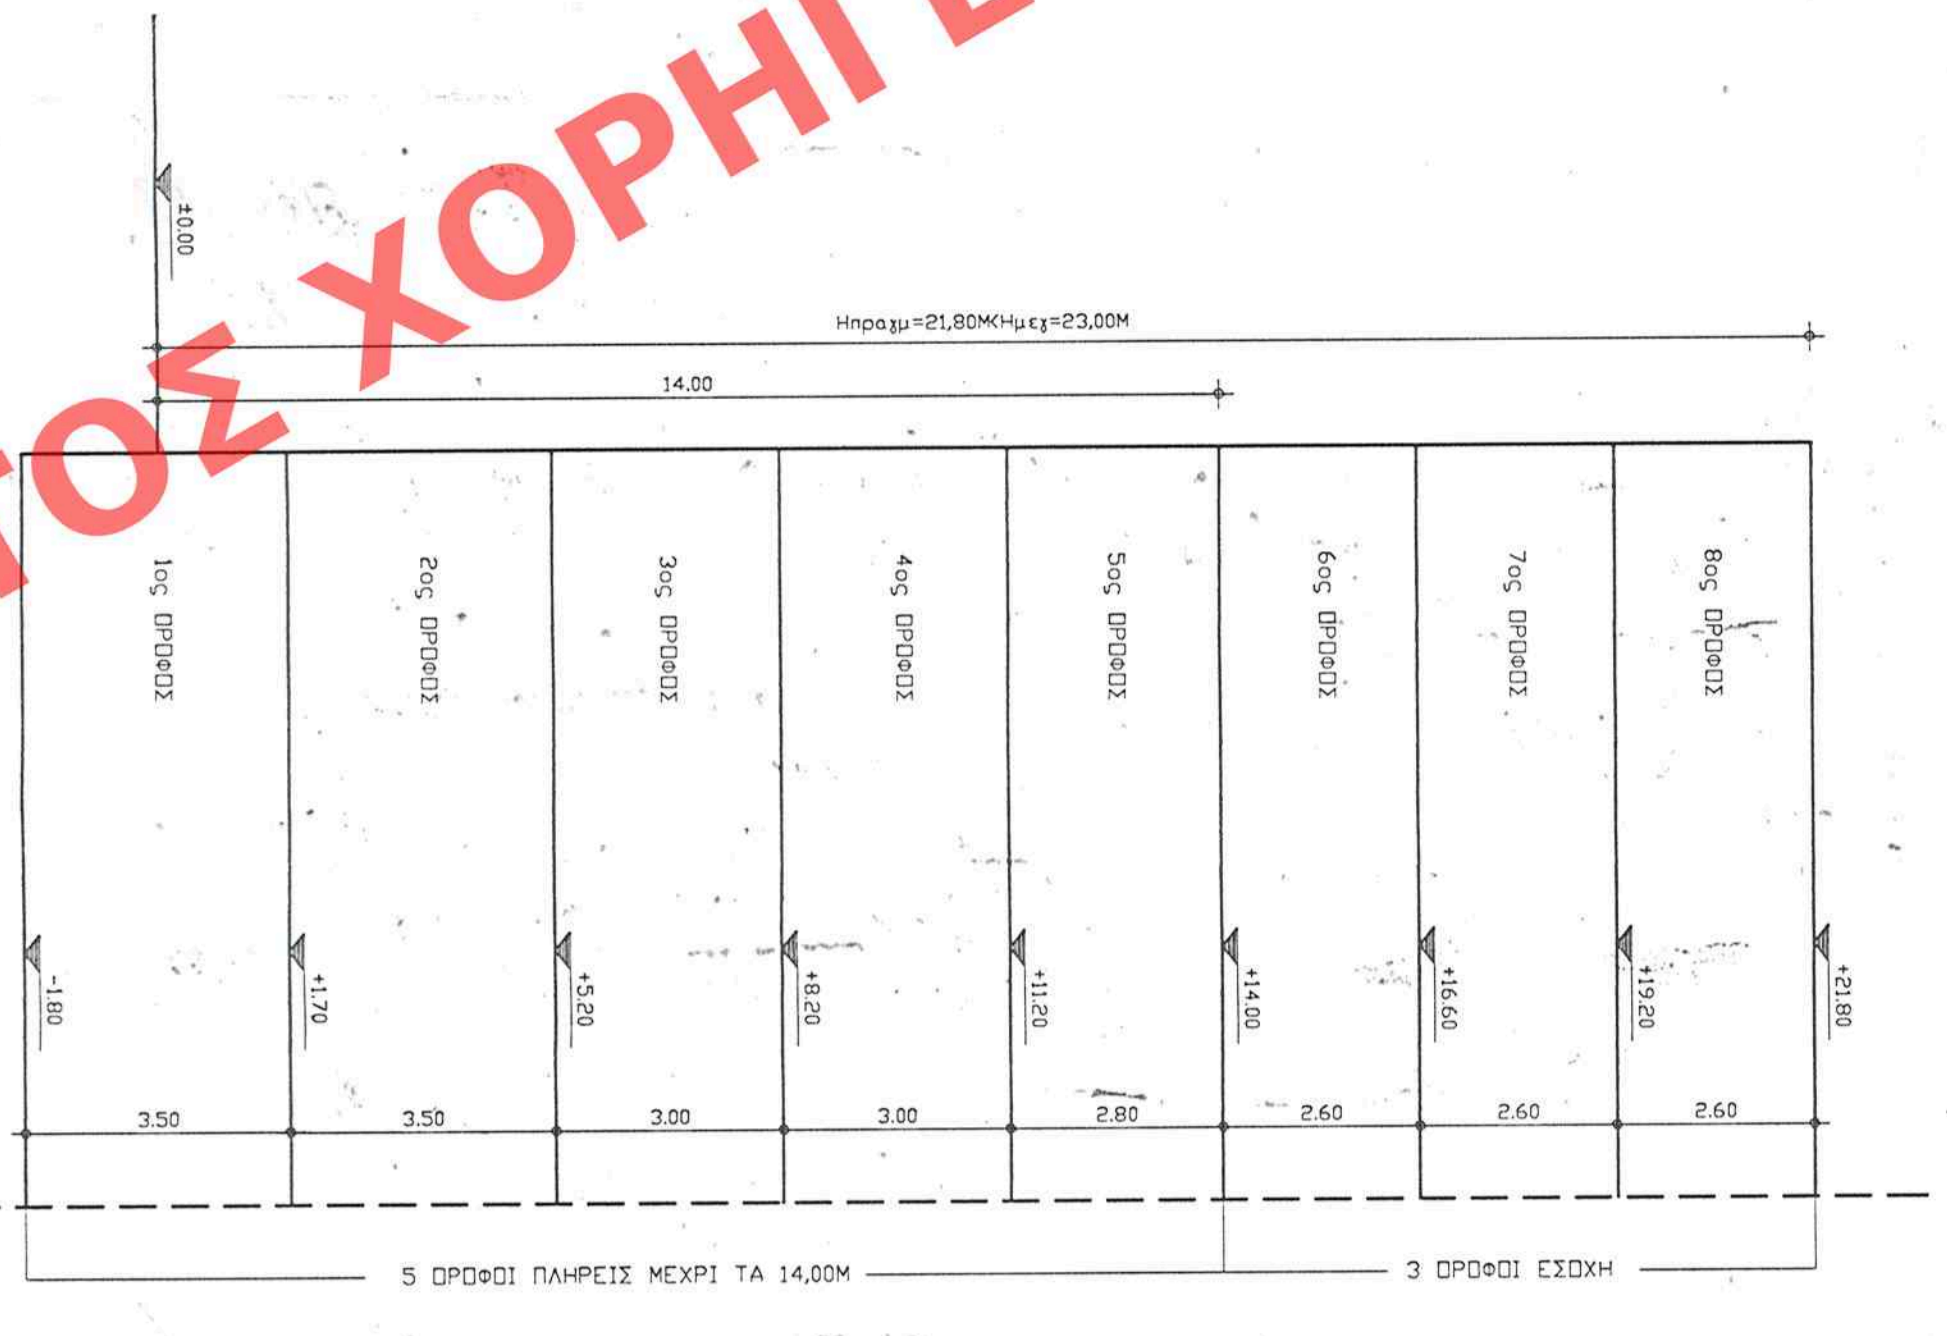 ΤΟΣ ΧΟΡΗΓΕ
±0.00
Ηπραγμ=21,80Μ<Ημεγ=23,00Μ
14.00
1ος ΟΡΟΦΟΣ
2ος ΟΡΟΦΟΣ
3ος ΟΡΟΦΟΣ
4ος ΟΡΟΦΟΣ
5ος ΟΡΟΦΟΣ
6ος ΟΡΟΦΟΣ
7ος ΟΡΟΦΟΣ
8ος ΟΡΟΦΟΣ
-1.80
+1.70
+5.20
+8.20
+11.20
+14.00
+16.60
+19.20
+21.80
3.50
3.50
3.00
3.00
2.80
2.60
2.60
2.60
5 ΟΡΟΦΟΙ ΠΛΗΡΕΙΣ ΜΕΧΡΙ ΤΑ 14,00Μ
3 ΟΡΟΦΟΙ ΕΣΟΧΗ